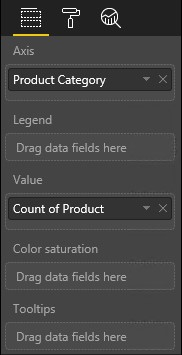 Axis
Product Category
Legend
Drag data fields here
Value
Count of Product
Color saturation
Drag data fields here
Tooltips
Drag data fields here